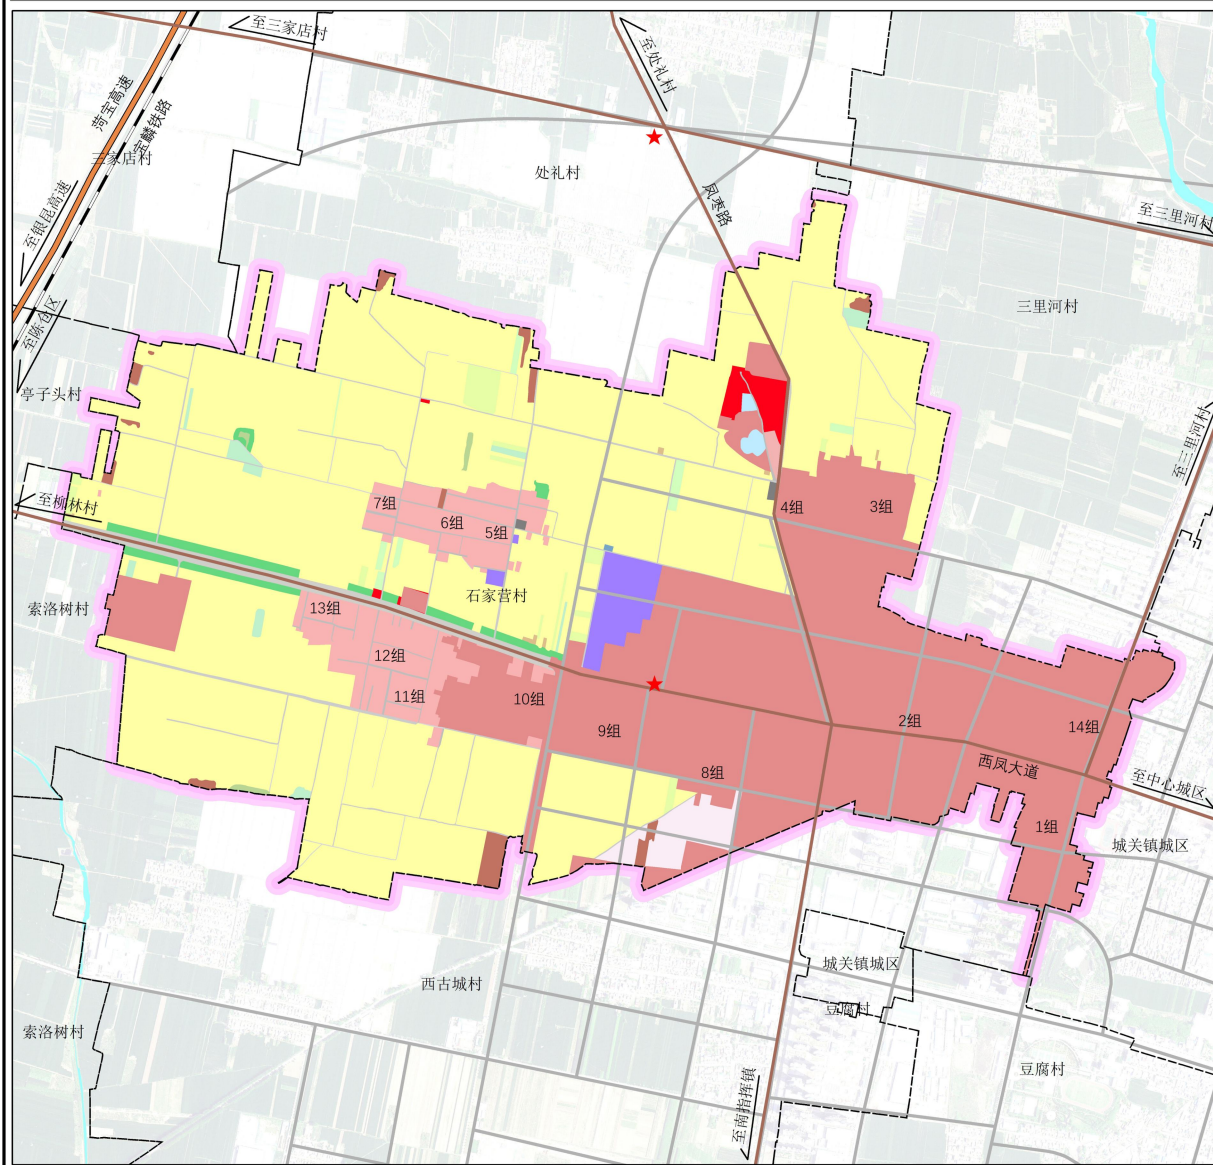 至三家店村
至处礼村
菏宝高速
宝麟铁路
三家店村
处礼村
凤枣路
至银昆高速
至三里河村
至陈仓区
三里河村
亭子头村
至三里河村
至柳林村
7组
6组
5组
4组
3组
石家营村
索洛树村
13组
12组
11组
10组
9组
8组
2组
14组
西凤大道
至中心城区
1组
城关镇城区
西古城村
城关镇城区
豆腐村
索洛树村
豆腐村
至南指挥镇